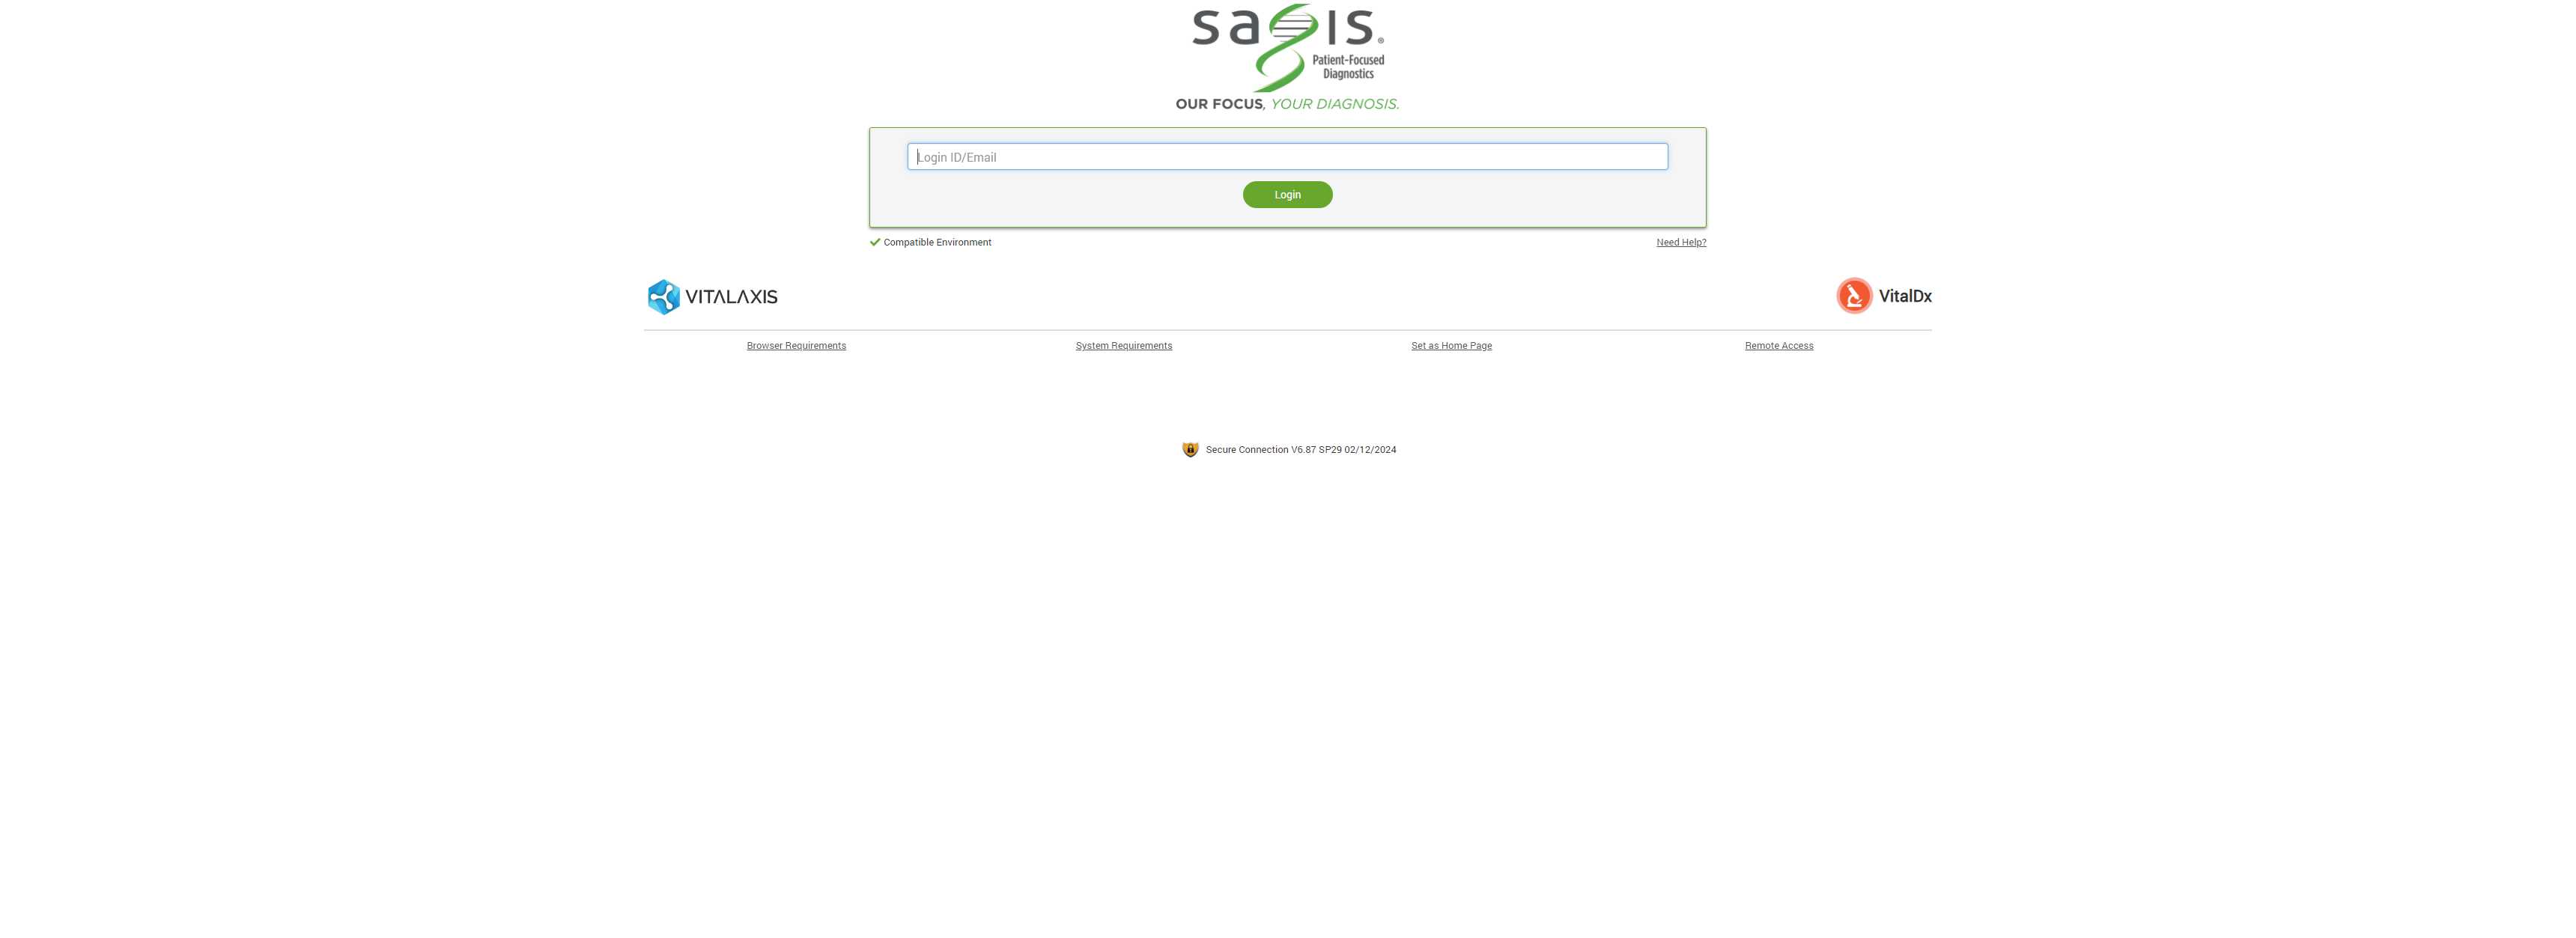 sagis®
Patient-Focused
Diagnostics
OUR FOCUS, YOUR DIAGNOSIS.
Login ID/Email
Login
Compatible Environment
Need Help?
VITALAXIS
VitalDx
Browser Requirements
System Requirements
Set as Home Page
Remote Access
Secure Connection V6.87 SP29 02/12/2024